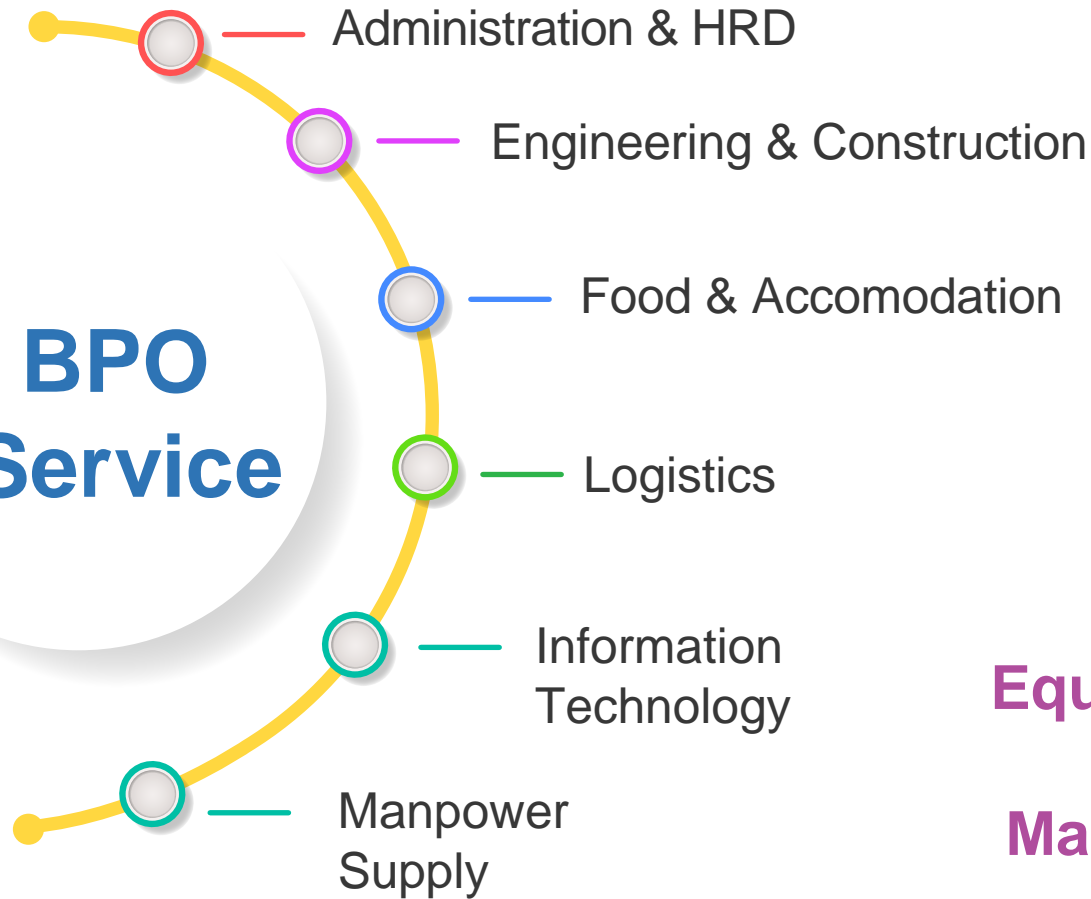 Administration & HRD
Engineering & Construction
Food & Accomodation
BPO
Service
Logistics
Information
Technology
Manpower
Supply